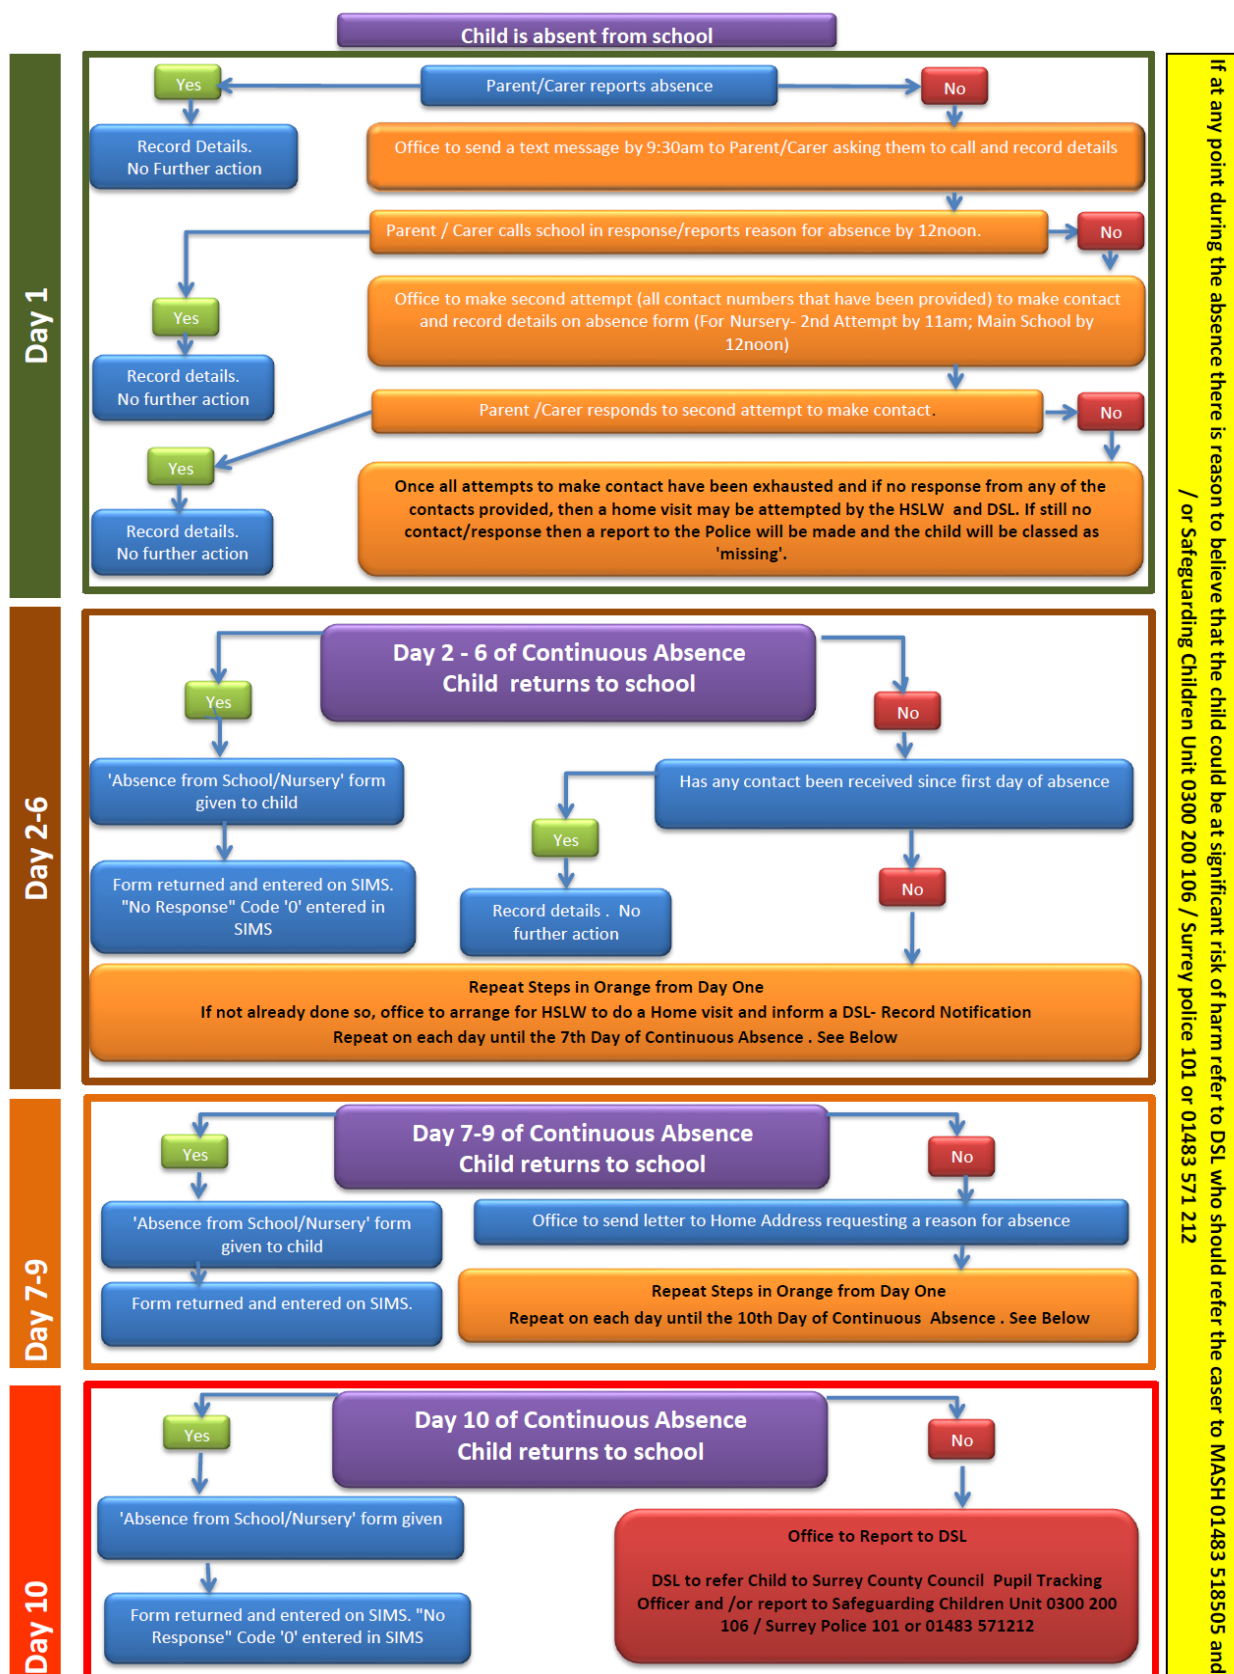 Child is absent from school
Day 1
Parent/Carer reports absence
Yes
No
Record Details.
No Further action
Office to send a text message by 9:30am to Parent/Carer asking them to call and record details
Parent / Carer calls school in response/reports reason for absence by 12noon.
No
Yes
Record details.
No further action
Office to make second attempt (all contact numbers that have been provided) to make contact
and record details on absence form (For Nursery- 2nd Attempt by 11am; Main School by
12noon)
Parent /Carer responds to second attempt to make contact.
No
Yes
Record details.
No further action
Once all attempts to make contact have been exhausted and if no response from any of the
contacts provided, then a home visit may be attempted by the HSLW  and DSL. If still no
contact/response then a report to the Police will be made and the child will be classed as
'missing'.
Day 2-6
Day 2 - 6 of Continuous Absence
Child  returns to school
Yes
No
'Absence from School/Nursery' form
given to child
Form returned and entered on SIMS.
"No Response" Code '0' entered in
SIMS
Has any contact been received since first day of absence
Yes
No
Record details .  No
further action
Repeat Steps in Orange from Day One
If not already done so, office to arrange for HSLW to do a Home visit and inform a DSL- Record Notification
Repeat on each day until the 7th Day of Continuous Absence . See Below
Day 7-9
Day 7-9 of Continuous Absence
Child returns to school
Yes
No
'Absence from School/Nursery' form
given to child
Form returned and entered on SIMS.
Office to send letter to Home Address requesting a reason for absence
Repeat Steps in Orange from Day One
Repeat on each day until the 10th Day of Continuous  Absence . See Below
Day 10
Day 10 of Continuous Absence
Child returns to school
Yes
No
'Absence from School/Nursery' form given
Form returned and entered on SIMS. "No
Response" Code '0' entered in SIMS
Office to Report to DSL
DSL to refer Child to Surrey County Council  Pupil Tracking
Officer and /or report to Safeguarding Children Unit 0300 200
106 / Surrey Police 101 or 01483 571212
If at any point during the absence there is reason to believe that the child could be at significant risk of harm refer to DSL who should refer the caser to MASH 01483 518505 and
/ or Safeguarding Children Unit 0300 200 106 / Surrey police 101 or 01483 571 212